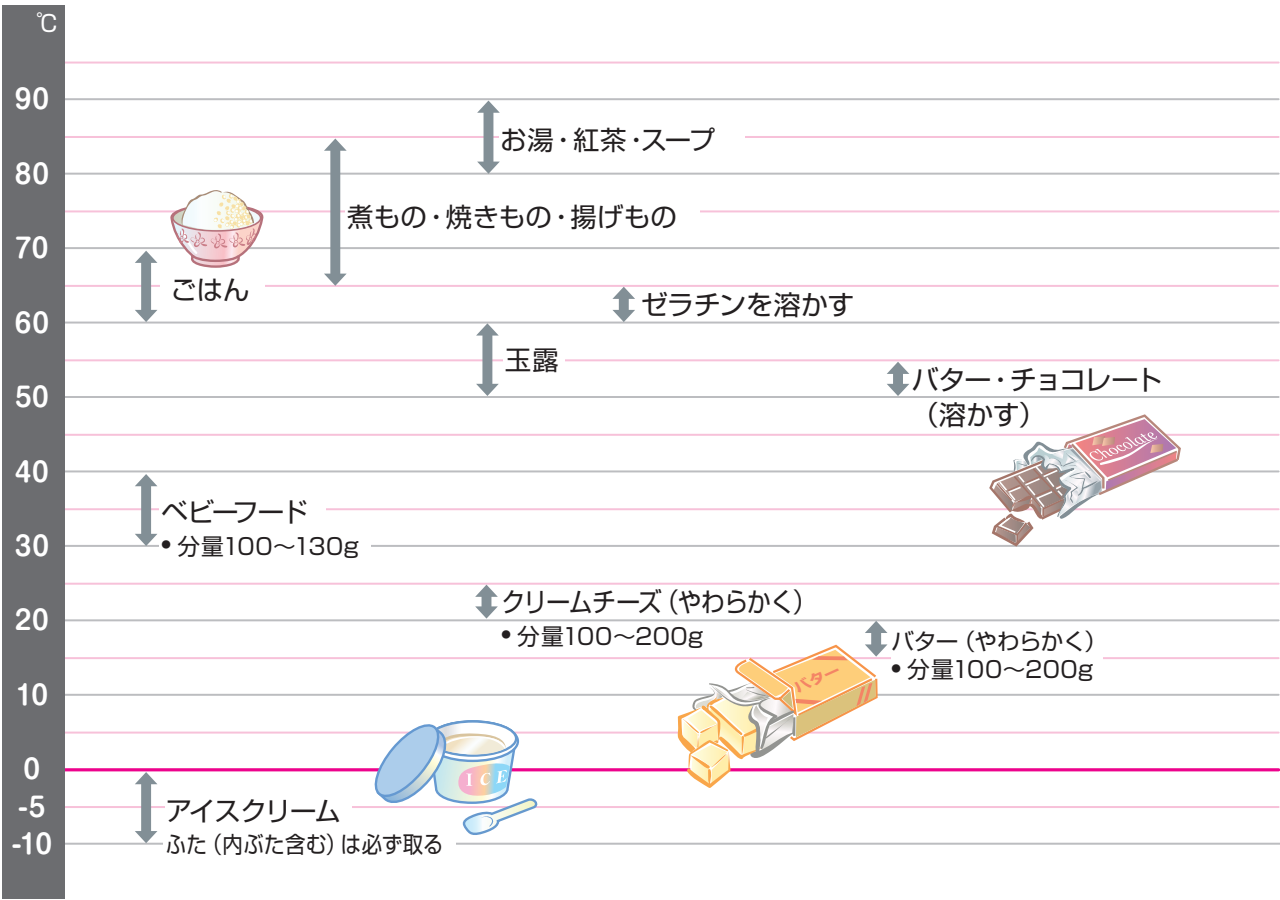 ℃
90
お湯・紅茶・スープ
80
煮もの・焼きもの・揚げもの
70
ごはん
ゼラチンを溶かす
60
玉露
バター・チョコレート
（溶かす）
50
Chocolate
40
ベビーフード
• 分量100〜130g
30
クリームチーズ（やわらかく）
• 分量100〜200g
20
バター（やわらかく）
• 分量100〜200g
バター
10
ICE
0
アイスクリーム
ふた（内ぶた含む）は必ず取る
-5
-10